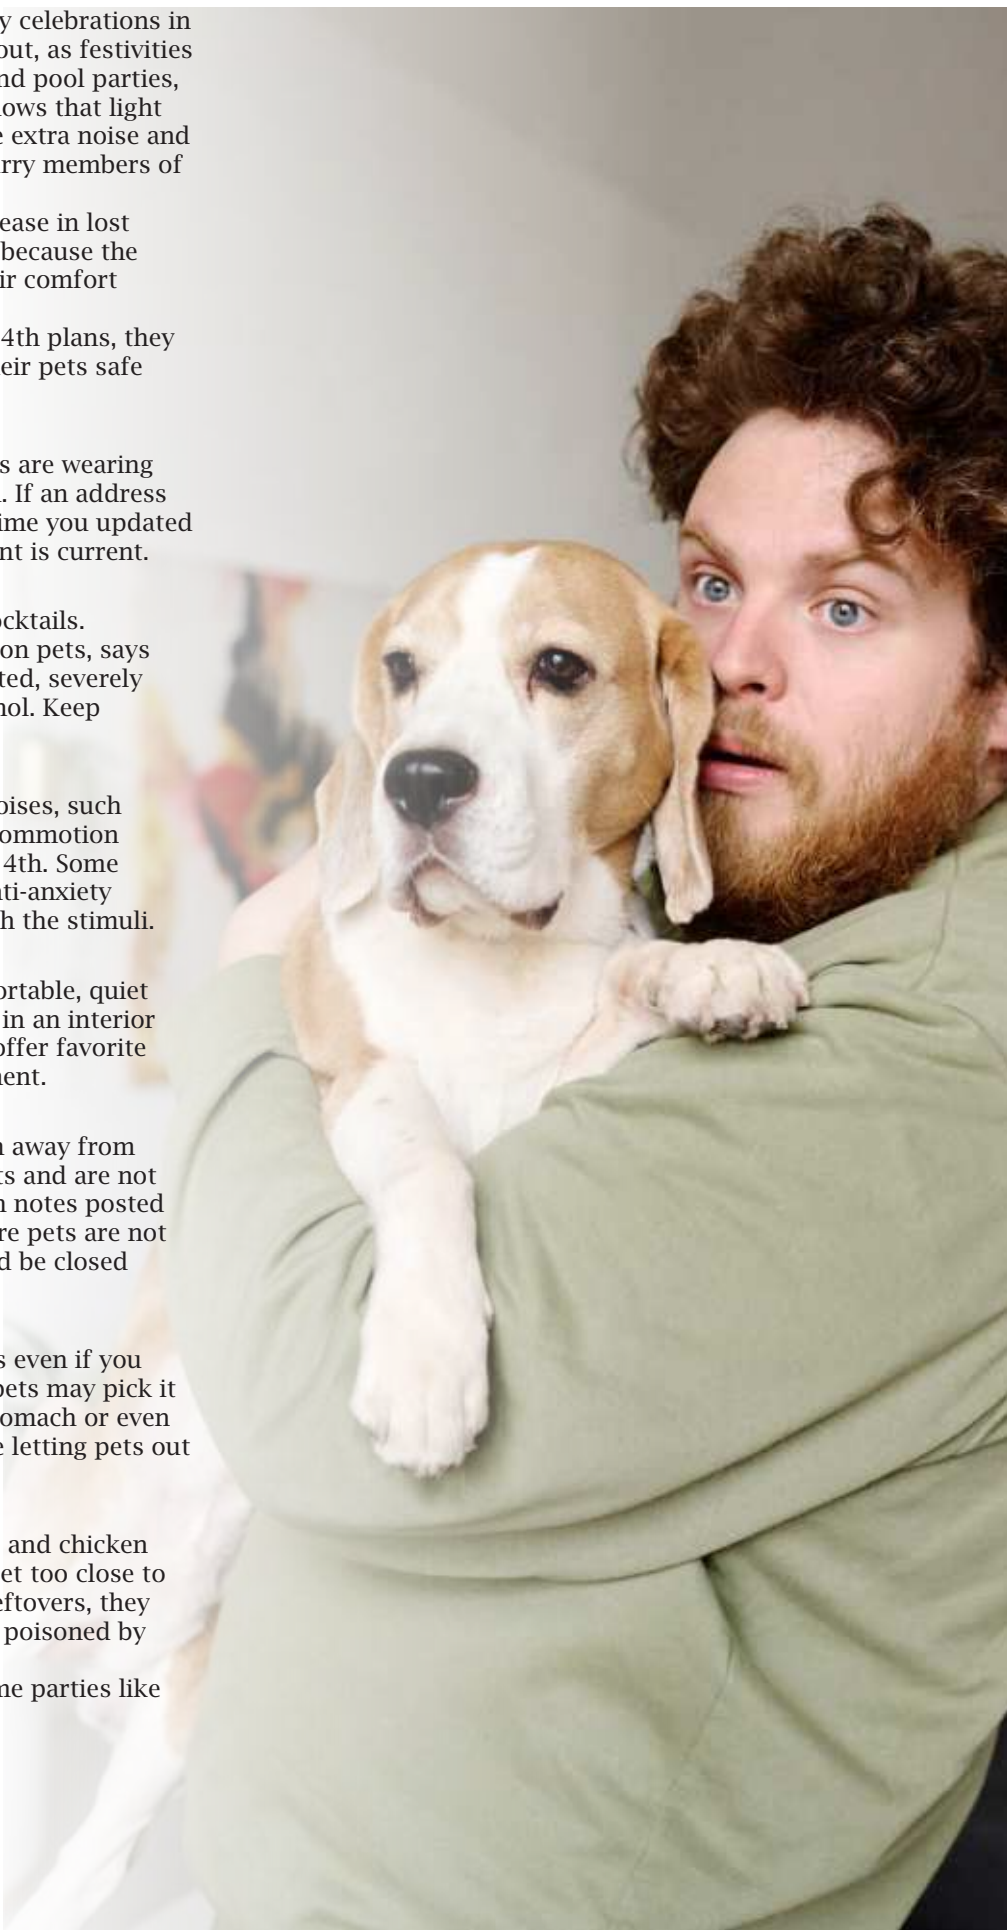 y celebrations in
out, as festivities
nd pool parties,
ows that light
e extra noise and
rry members of
ease in lost
because the
ir comfort
4th plans, they
eir pets safe
s are wearing
. If an address
ime you updated
nt is current.
cktails.
on pets, says
ted, severely
hol. Keep
oises, such
ommotion
4th. Some
nti-anxiety
h the stimuli.
ortable, quiet
in an interior
offer favorite
ent.
n away from
ts and are not
n notes posted
re pets are not
d be closed
s even if you
pets may pick it
omach or even
e letting pets out
and chicken
et too close to
eftovers, they
poisoned by
me parties like